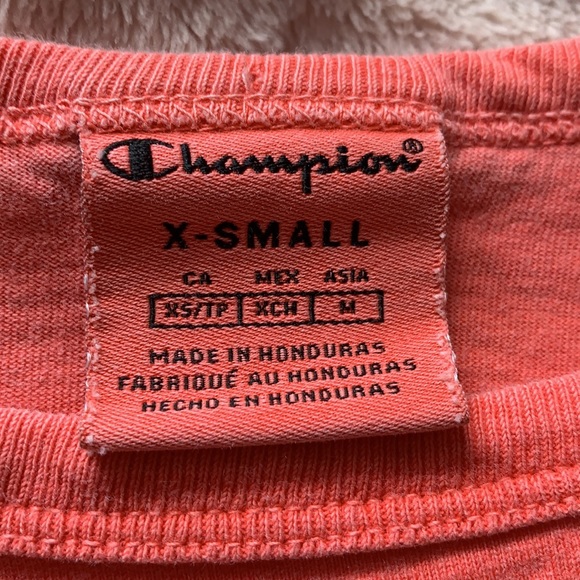 Champion®
X-SMALL
CA MEX ASIA
XS/TP XCH M
MADE IN HONDURAS
FABRIQUÉ AU HONDURAS
HECHO EN HONDURAS